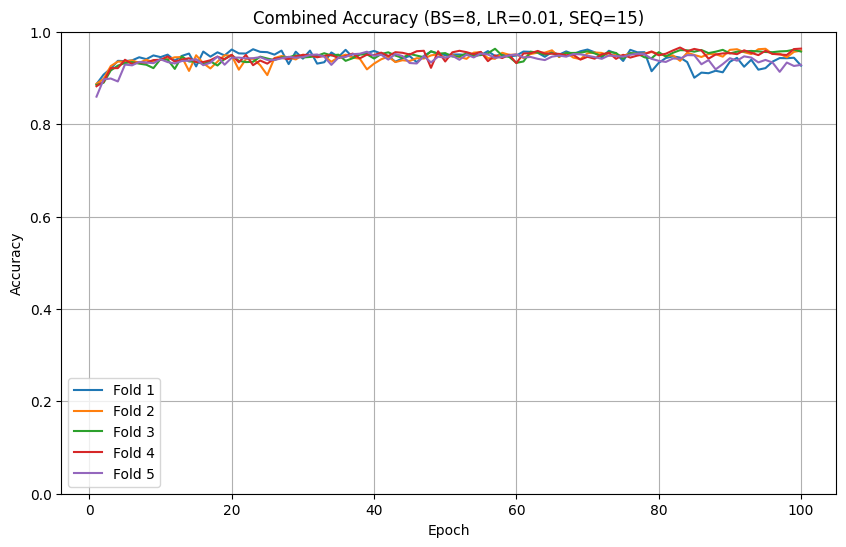 Combined Accuracy (BS=8, LR=0.01, SEQ=15)
1.0
0.8
0.6
0.4
0.2
0.0
Accuracy
Fold 1
Fold 2
Fold 3
Fold 4
Fold 5
0 20 40 60 80 100
Epoch